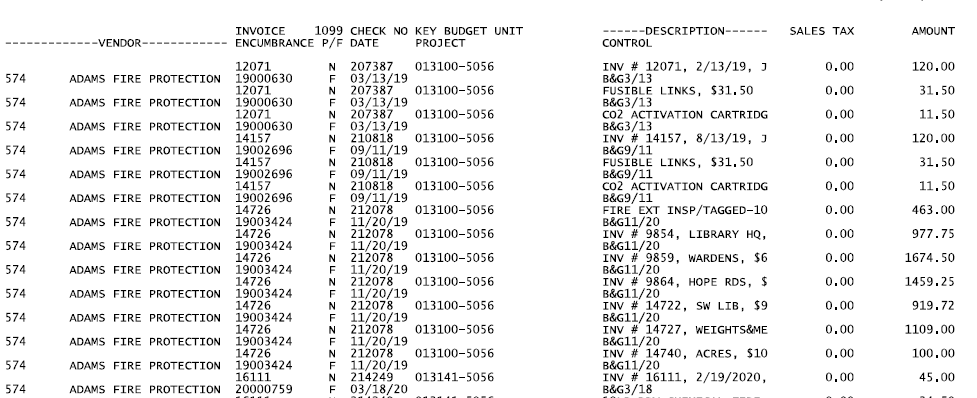 INVOICE 1099 CHECK NO KEY BUDGET UNIT ------DESCRIPTION------ SALES TAX AMOUNT
-------------VENDOR------------ ENCUMBRANCE P/F DATE PROJECT CONTROL
12071 N 207387 013100-5056 INV # 12071, 2/13/19, J 0.00 120.00
574 ADAMS FIRE PROTECTION 19000630 F 03/13/19 B&G3/13
12071 N 207387 013100-5056 FUSIBLE LINKS, $31.50 0.00 31.50
574 ADAMS FIRE PROTECTION 19000630 F 03/13/19 B&G3/13
12071 N 207387 013100-5056 CO2 ACTIVATION CARTRIDG 0.00 11.50
574 ADAMS FIRE PROTECTION 19000630 F 03/13/19 B&G3/13
14157 N 210818 013100-5056 INV # 14157, 8/13/19, J 0.00 120.00
574 ADAMS FIRE PROTECTION 19002696 F 09/11/19 B&G9/11
14157 N 210818 013100-5056 FUSIBLE LINKS, $31.50 0.00 31.50
574 ADAMS FIRE PROTECTION 19002696 F 09/11/19 B&G9/11
14157 N 210818 013100-5056 CO2 ACTIVATION CARTRIDG 0.00 11.50
574 ADAMS FIRE PROTECTION 19002696 F 09/11/19 B&G9/11
14726 N 212078 013100-5056 FIRE EXT INSP/TAGGED-10 0.00 463.00
574 ADAMS FIRE PROTECTION 19003424 F 11/20/19 B&G11/20
14726 N 212078 013100-5056 INV # 9854, LIBRARY HQ, 0.00 977.75
574 ADAMS FIRE PROTECTION 19003424 F 11/20/19 B&G11/20
14726 N 212078 013100-5056 INV # 9859, WARDENS, $6 0.00 1674.50
574 ADAMS FIRE PROTECTION 19003424 F 11/20/19 B&G11/20
14726 N 212078 013100-5056 INV # 9864, HOPE RDS, $ 0.00 1459.25
574 ADAMS FIRE PROTECTION 19003424 F 11/20/19 B&G11/20
14726 N 212078 013100-5056 INV # 14722, SW LIB, $9 0.00 919.72
574 ADAMS FIRE PROTECTION 19003424 F 11/20/19 B&G11/20
14726 N 212078 013100-5056 INV # 14727, WEIGHTS&ME 0.00 1109.00
574 ADAMS FIRE PROTECTION 19003424 F 11/20/19 B&G11/20
14726 N 212078 013100-5056 INV # 14740, ACRES, $10 0.00 100.00
574 ADAMS FIRE PROTECTION 19003424 F 11/20/19 B&G11/20
16111 N 214249 013141-5056 INV # 16111, 2/19/2020, 0.00 45.00
574 ADAMS FIRE PROTECTION 20000759 F 03/18/20 B&G3/18